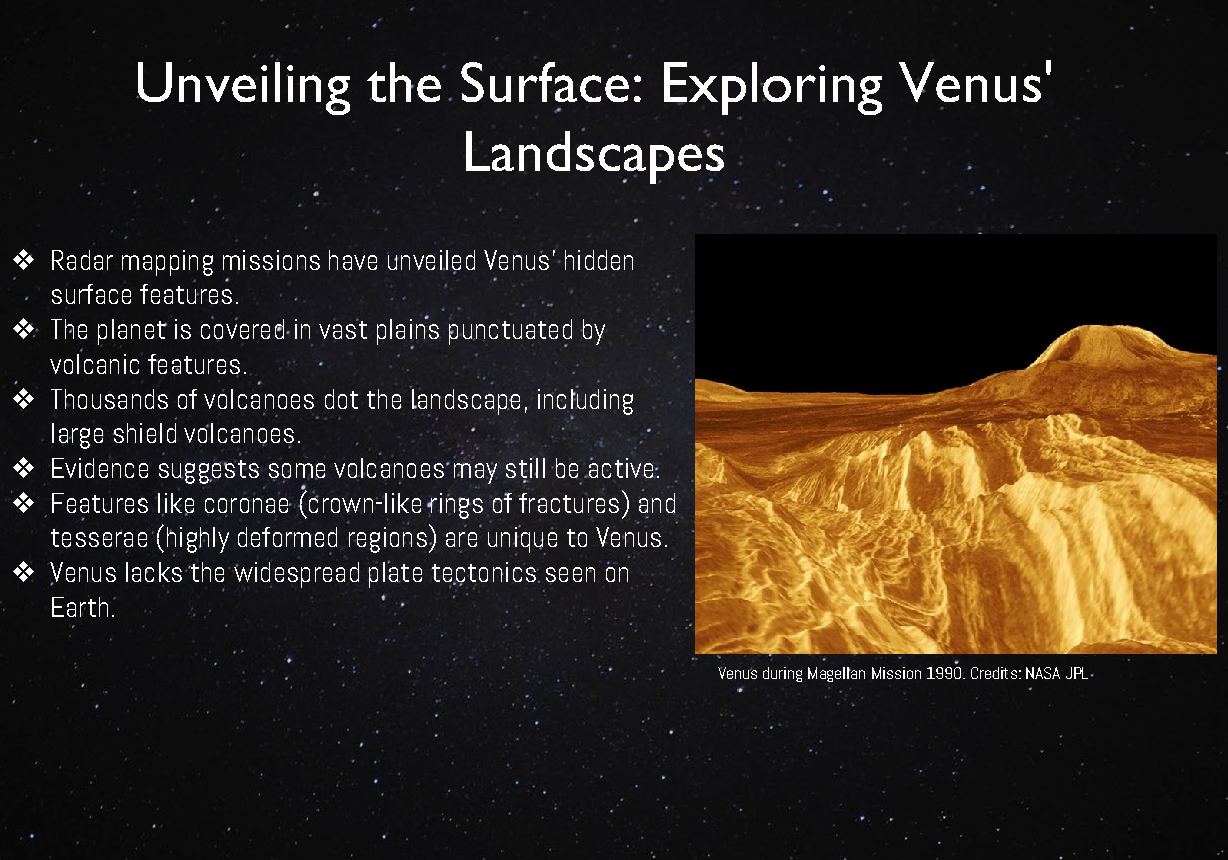 Unveiling the Surface: Exploring Venus'
Landscapes
❖ Radar mapping missions have unveiled Venus' hidden
surface features.
❖ The planet is covered in vast plains punctuated by
volcanic features.
❖ Thousands of volcanoes dot the landscape, including
large shield volcanoes.
❖ Evidence suggests some volcanoes may still be active.
❖ Features like coronae (crown-like rings of fractures) and
tesserae (highly deformed regions) are unique to Venus.
❖ Venus lacks the widespread plate tectonics seen on
Earth.
Venus during Magellan Mission 1990. Credits: NASA JPL